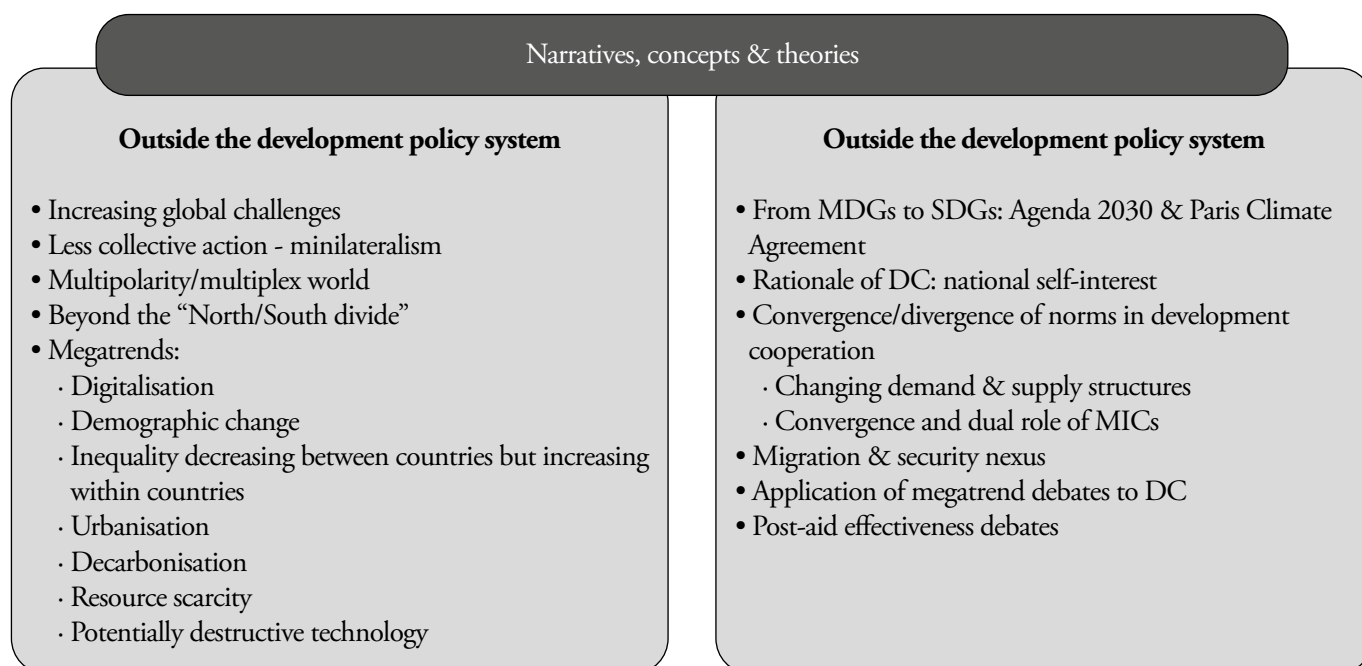 Narratives, concepts & theories
Outside the development policy system
• Increasing global challenges
• Less collective action - minilateralism
• Multipolarity/multiplex world
• Beyond the “North/South divide”
• Megatrends:
· Digitalisation
· Demographic change
· Inequality decreasing between countries but increasing
within countries
· Urbanisation
· Decarbonisation
· Resource scarcity
· Potentially destructive technology
Outside the development policy system
• From MDGs to SDGs: Agenda 2030 & Paris Climate
Agreement
• Rationale of DC: national self-interest
• Convergence/divergence of norms in development
cooperation
· Changing demand & supply structures
· Convergence and dual role of MICs
• Migration & security nexus
• Application of megatrend debates to DC
• Post-aid effectiveness debates